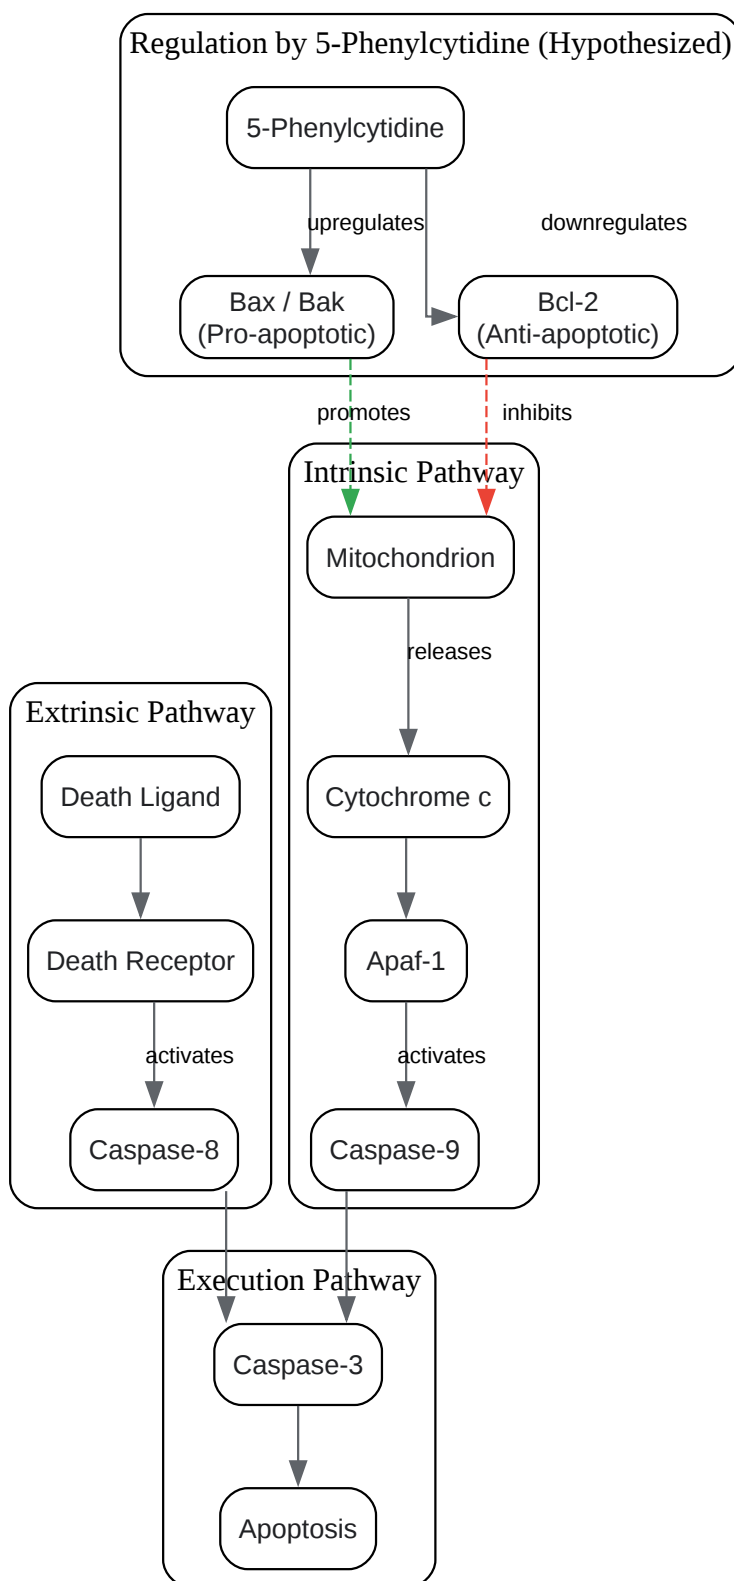 Regulation by 5-Phenylcytidine (Hypothesized)
5-Phenylcytidine
upregulates
downregulates
Bax / Bak
(Pro-apoptotic)
Bcl-2
(Anti-apoptotic)
promotes
inhibits
Intrinsic Pathway
Mitochondrion
releases
Extrinsic Pathway
Death Ligand
Cytochrome c
Death Receptor
Apaf-1
activates
activates
Caspase-8
Caspase-9
Execution Pathway
Caspase-3
Apoptosis